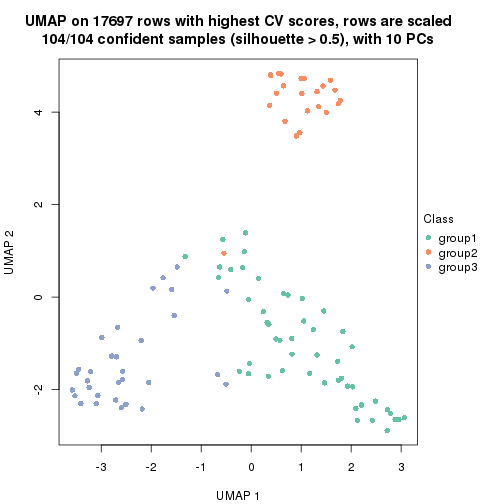 UMAP on 17697 rows with highest CV scores, rows are scaled
104/104 confident samples (silhouette > 0.5), with 10 PCs
4
2
0
-2
UMAP 2
-3
-2
-1
0
1
2
3
UMAP 1
Class
group1
group2
group3